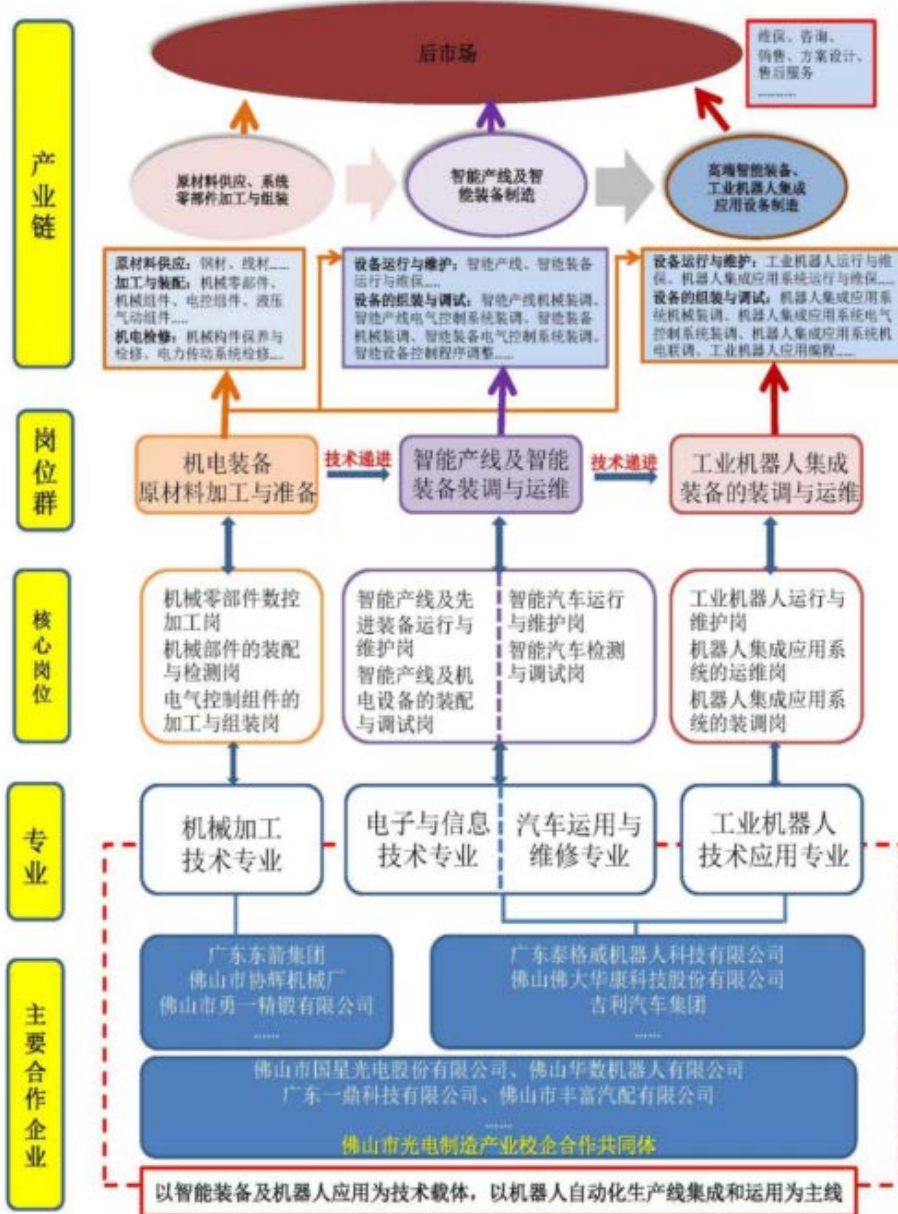 产业链
后市场
维保、咨询、
销售、方案设计、
售后服务
………
原材料供应、系统
零部件加工与组装
智能产线及智
能装备制造
高端智能装备、
工业机器人集成
应用设备制造
原材料供应：钢材、线材.....
加工与装配：机械零部件、
机械组件、电控组件、液压
气动组件.....
机电检修：机械构件保养与
检修、电力传动系统检修....
设备运行与维护：智能产线、智能装备
运行与维保.....
设备的组装与调试：智能产线机械装调、
智能产线电气控制系统装调、智能装备
机械装调、智能装备电气控制系统装调、
智能设备控制程序调整.....
设备运行与维护：工业机器人运行与维
保、机器人集成应用系统运行与维保.....
设备的组装与调试：机器人集成应用系
统机械装调、机器人集成应用系统电气
控制系统装调、机器人集成应用系统机
电联调、工业机器人应用编程.....
岗位群
机电装备
原材料加工与准备
技术递进
智能产线及智能
装备装调与运维
技术递进
工业机器人集成
装备的装调与运维
核心岗位
机械零部件数控
加工岗
机械部件的装配
与检测岗
电气控制组件的
加工与组装岗
智能产线及先
进装备运行与
维护岗
智能产线及机
电设备的装配
与调试岗
智能汽车运行
与维护岗
智能汽车检测
与调试岗
工业机器人运行与
维护岗
机器人集成应用系
统的运维岗
机器人集成应用系
统的装调岗
专业
机械加工
技术专业
电子与信息
技术专业
汽车运用与
维修专业
工业机器人
技术应用专业
主要合作企业
广东东箭集团
佛山市协辉机械厂
佛山市勇一精锻有限公司
......
广东泰格威机器人科技有限公司
佛山佛大华康科技股份有限公司
吉利汽车集团
......
佛山市国星光电股份有限公司、佛山华数机器人有限公司
广东一鼎科技有限公司、佛山市丰富汽配有限公司
......
佛山市光电制造产业校企合作共同体
以智能装备及机器人应用为技术载体，以机器人自动化生产线集成和运用为主线